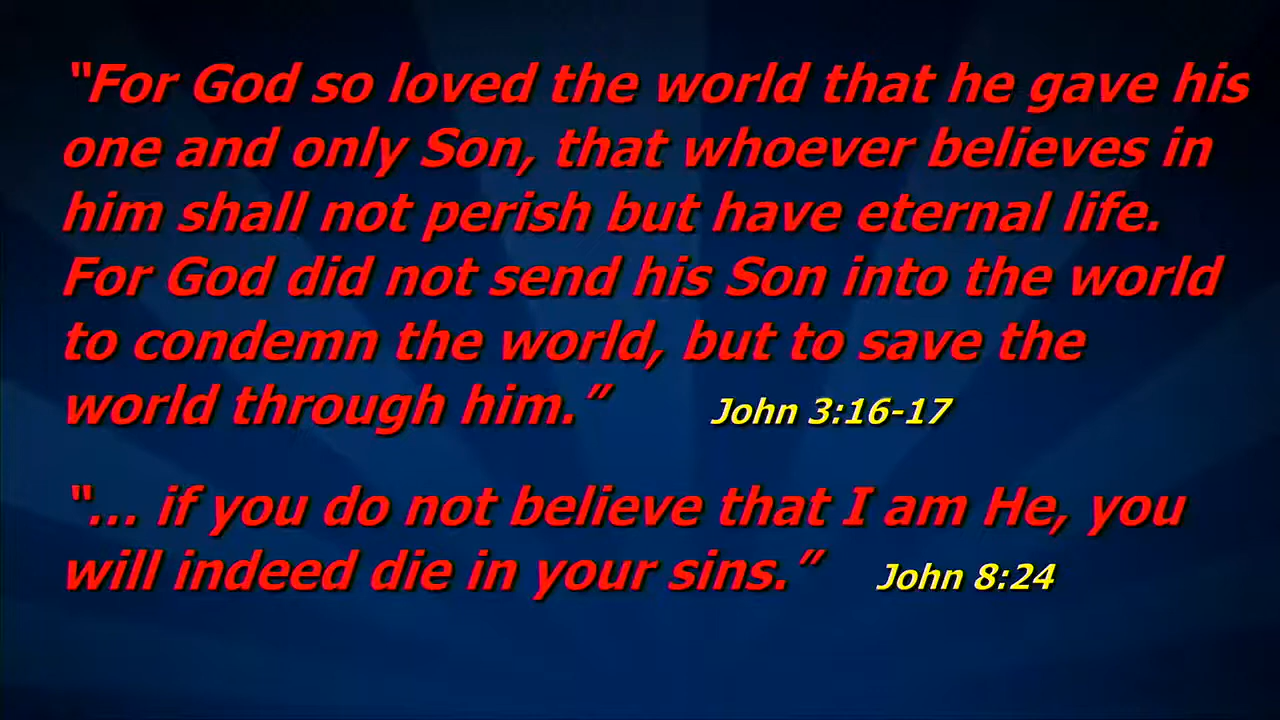 “For God so loved the world that he gave his
one and only Son, that whoever believes in
him shall not perish but have eternal life.
For God did not send his Son into the world
to condemn the world, but to save the
world through him.” John 3:16-17
“… if you do not believe that I am He, you
will indeed die in your sins.” John 8:24